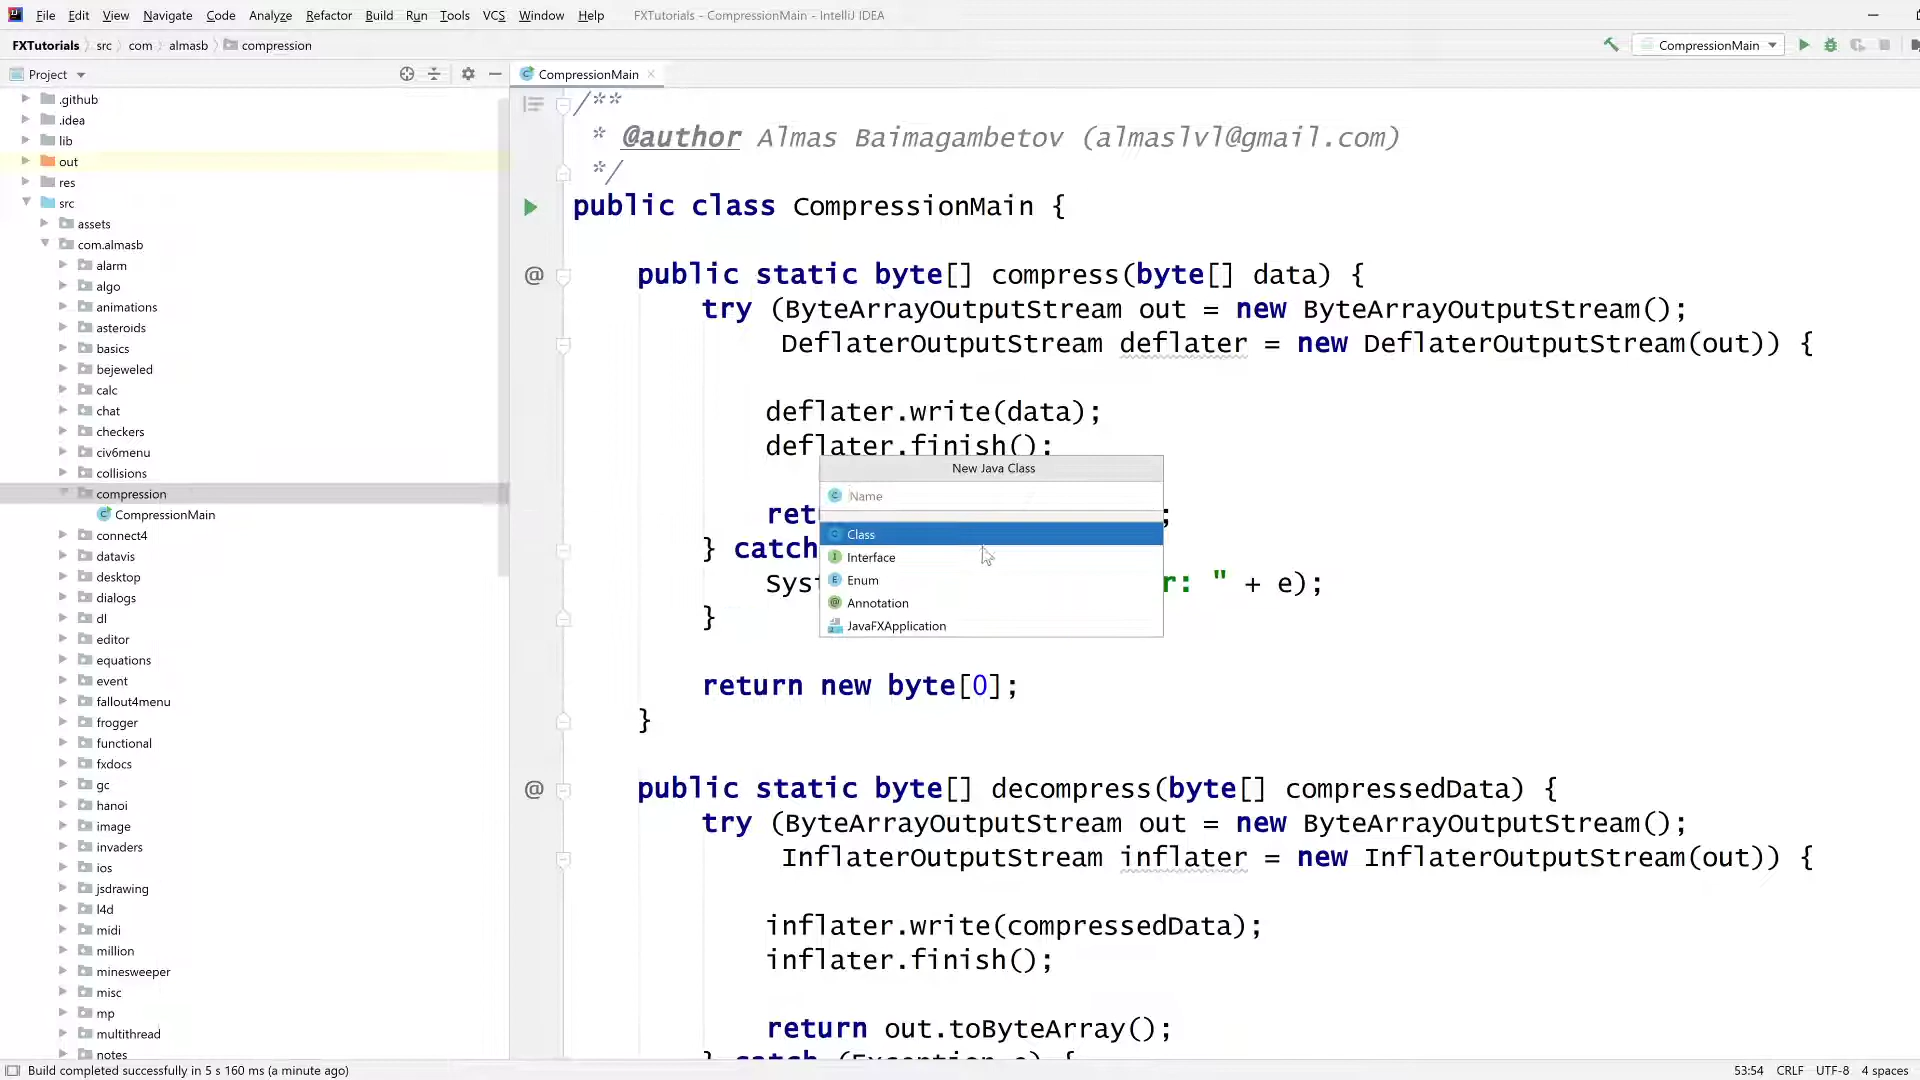 File Edit View Navigate Code Analyze Refactor Build Run Tools VCS Window Help FXTutorials - CompressionMain - IntelliJ IDEA
FXTutorials src com almasb compression CompressionMain
Project
CompressionMain
.github
.idea
lib
out
res
src
assets
com.almasb
alarm
algo
animations
asteroids
basics
bejeweled
calc
chat
checkers
civ6menu
collisions
compression
CompressionMain
connect4
datavis
desktop
dialogs
dl
editor
equations
event
fallout4menu
frogger
functional
fxdocs
gc
hanoi
image
invaders
ios
jsdrawing
l4d
midi
million
minesweeper
misc
mp
multithread
notes
/**
* @author Almas Baimagambetov (almaslvl@gmail.com)
*/
public class CompressionMain {
@ public static byte[] compress(byte[] data) {
try (ByteArrayOutputStream out = new ByteArrayOutputStream();
DeflaterOutputStream deflater = new DeflaterOutputStream(out)) {
deflater.write(data);
deflater.finish();
ret ;
} catch
Syst r: " + e);
}
return new byte[0];
}
@ public static byte[] decompress(byte[] compressedData) {
try (ByteArrayOutputStream out = new ByteArrayOutputStream();
InflaterOutputStream inflater = new InflaterOutputStream(out)) {
inflater.write(compressedData);
inflater.finish();
return out.toByteArray();
} catch (Exception e) {
New Java Class
Name
Class
Interface
Enum
Annotation
JavaFXApplication
Build completed successfully in 5 s 160 ms (a minute ago) 53:54 CRLF UTF-8 4 spaces